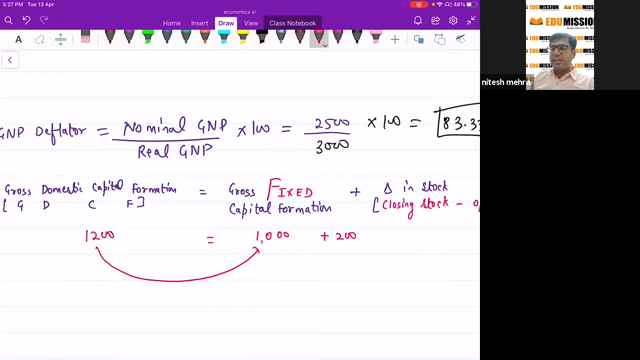 3:27 PM Tue 13 Apr
economics xi
48%
Home Insert Draw View Class Notebook
EDUMISSION
nitesh mehra
GNP Deflator = Nominal GNP / Real GNP × 100 = 2500 / 3000 × 100 = 83.33
Gross Domestic Capital Formation = Gross FIXED Capital formation + Δ in stock
[ G D C F ] [Closing stock - o
1200 = 1,000 + 200